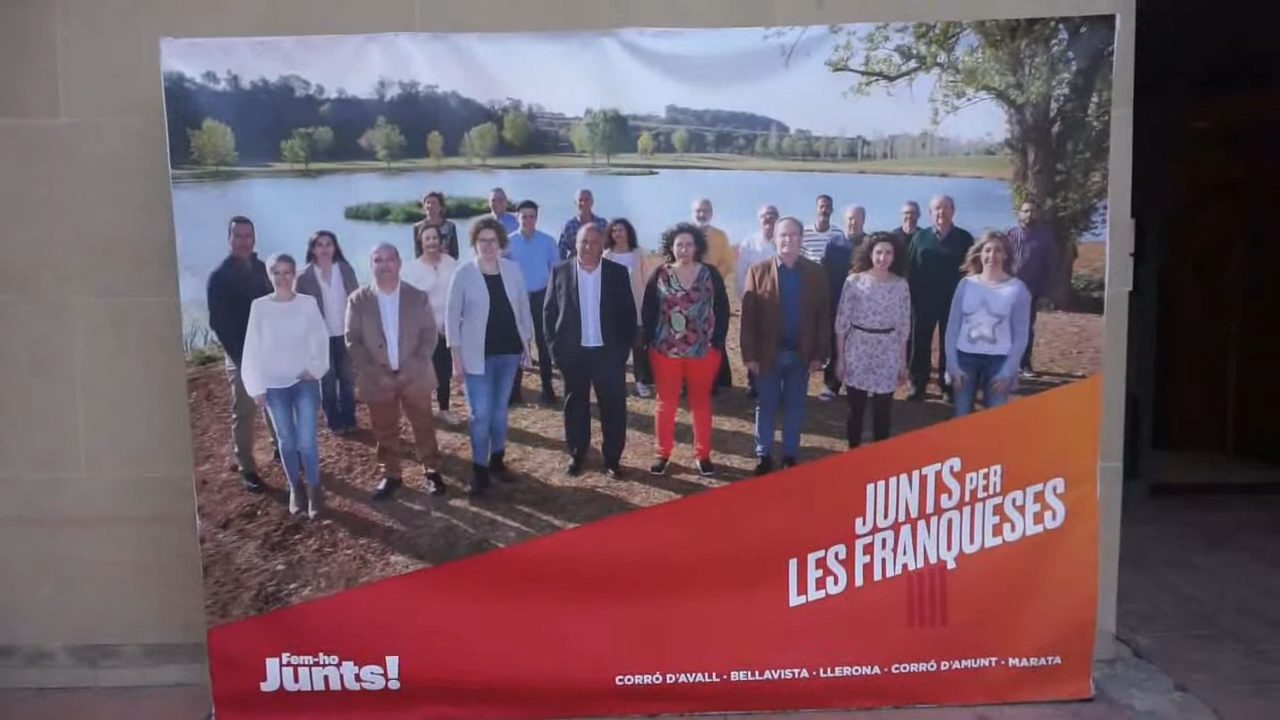 JUNTS PER
LES FRANQUESES
Fem-ho
Junts!
CORRÓ D'AVALL · BELLAVISTA · LLERONA · CORRÓ D'AMUNT · MARATA